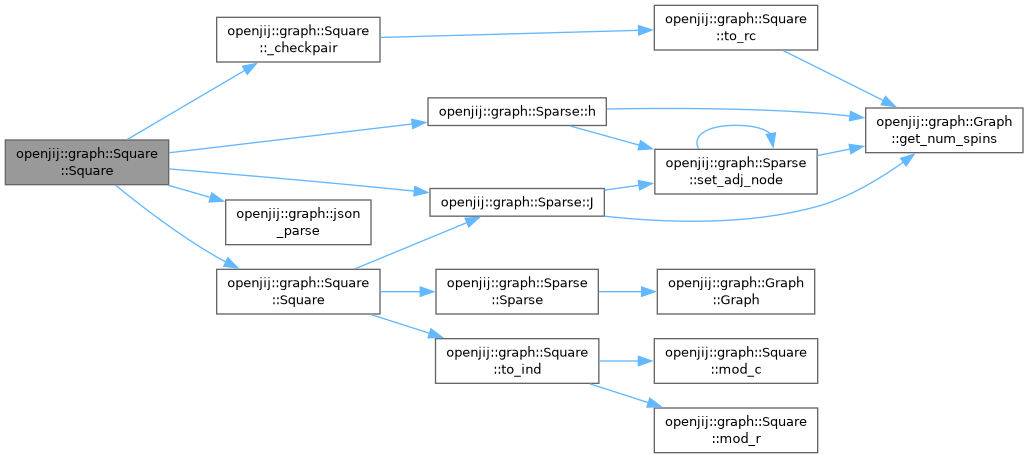 openjij::graph::Square
::Square
openjij::graph::Square
::_checkpair
openjij::graph::Square
::to_rc
openjij::graph::Graph
::get_num_spins
openjij::graph::Sparse::h
openjij::graph::Sparse
::set_adj_node
openjij::graph::Sparse::J
openjij::graph::json
_parse
openjij::graph::Square
::Square
openjij::graph::Sparse
::Sparse
openjij::graph::Graph
::Graph
openjij::graph::Square
::to_ind
openjij::graph::Square
::mod_c
openjij::graph::Square
::mod_r